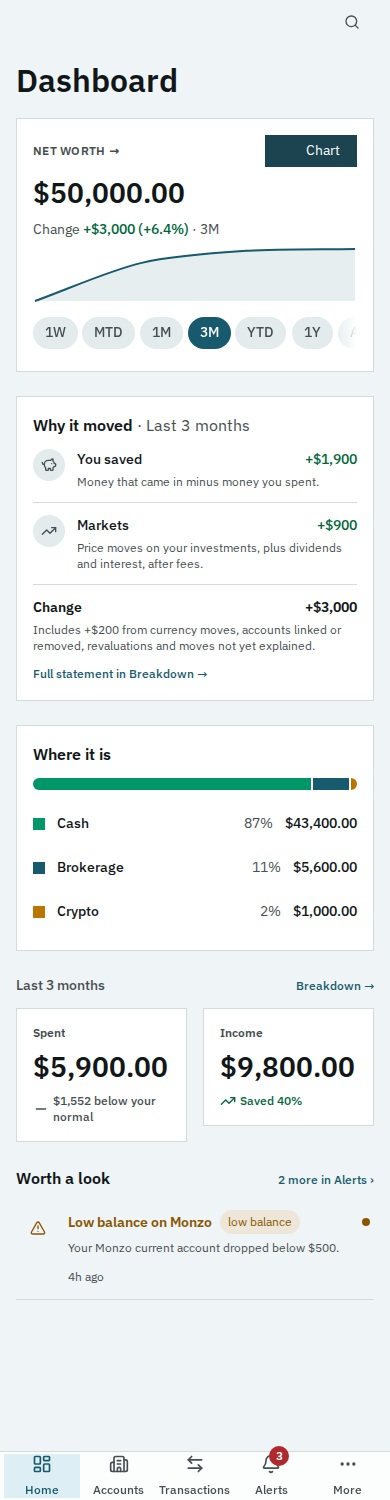 Dashboard
NET WORTH →
Chart
$50,000.00
Change +$3,000 (+6.4%) · 3M
1W MTD 1M 3M YTD 1Y
Why it moved · Last 3 months
You saved +$1,900
Money that came in minus money you spent.
Markets +$900
Price moves on your investments, plus dividends
and interest, after fees.
Change +$3,000
Includes +$200 from currency moves, accounts linked or
removed, revaluations and moves not yet explained.
Full statement in Breakdown →
Where it is
Cash 87% $43,400.00
Brokerage 11% $5,600.00
Crypto 2% $1,000.00
Last 3 months Breakdown →
Spent
$5,900.00
$1,552 below your
normal
Income
$9,800.00
Saved 40%
Worth a look 2 more in Alerts ›
Low balance on Monzo low balance
Your Monzo current account dropped below $500.
4h ago
3
Home Accounts Transactions Alerts More